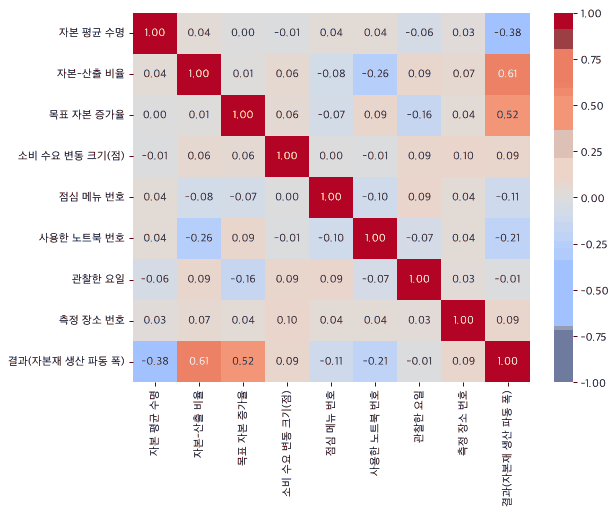 자본 평균 수명 1.00 0.04 0.00 -0.01 0.04 0.04 -0.06 0.03 -0.38
자본-산출 비율 0.04 1.00 0.01 0.06 -0.08 -0.26 0.09 0.07 0.61
목표 자본 증가율 0.00 0.01 1.00 0.06 -0.07 0.09 -0.16 0.04 0.52
소비 수요 변동 크기(점) -0.01 0.06 0.06 1.00 0.00 -0.01 0.09 0.10 0.09
점심 메뉴 번호 0.04 -0.08 -0.07 0.00 1.00 -0.10 0.09 0.04 -0.11
사용한 노트북 번호 0.04 -0.26 0.09 -0.01 -0.10 1.00 -0.07 0.04 -0.21
관찰한 요일 -0.06 0.09 -0.16 0.09 0.09 -0.07 1.00 0.03 -0.01
측정 장소 번호 0.03 0.07 0.04 0.10 0.04 0.04 0.03 1.00 0.09
결과(자본재 생산 파동 폭) -0.38 0.61 0.52 0.09 -0.11 -0.21 -0.01 0.09 1.00
자본 평균 수명
자본-산출 비율
목표 자본 증가율
소비 수요 변동 크기(점)
점심 메뉴 번호
사용한 노트북 번호
관찰한 요일
측정 장소 번호
결과(자본재 생산 파동 폭)
1.00
0.75
0.50
0.25
0.00
-0.25
-0.50
-0.75
-1.00